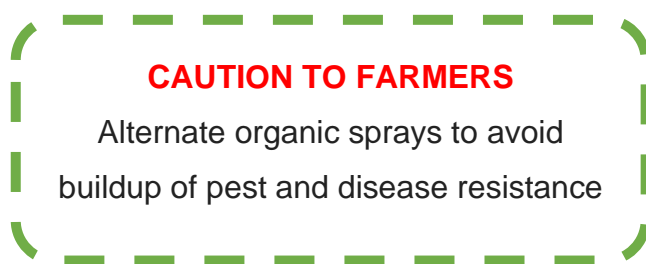 CAUTION TO FARMERS
Alternate organic sprays to avoid
buildup of pest and disease resistance